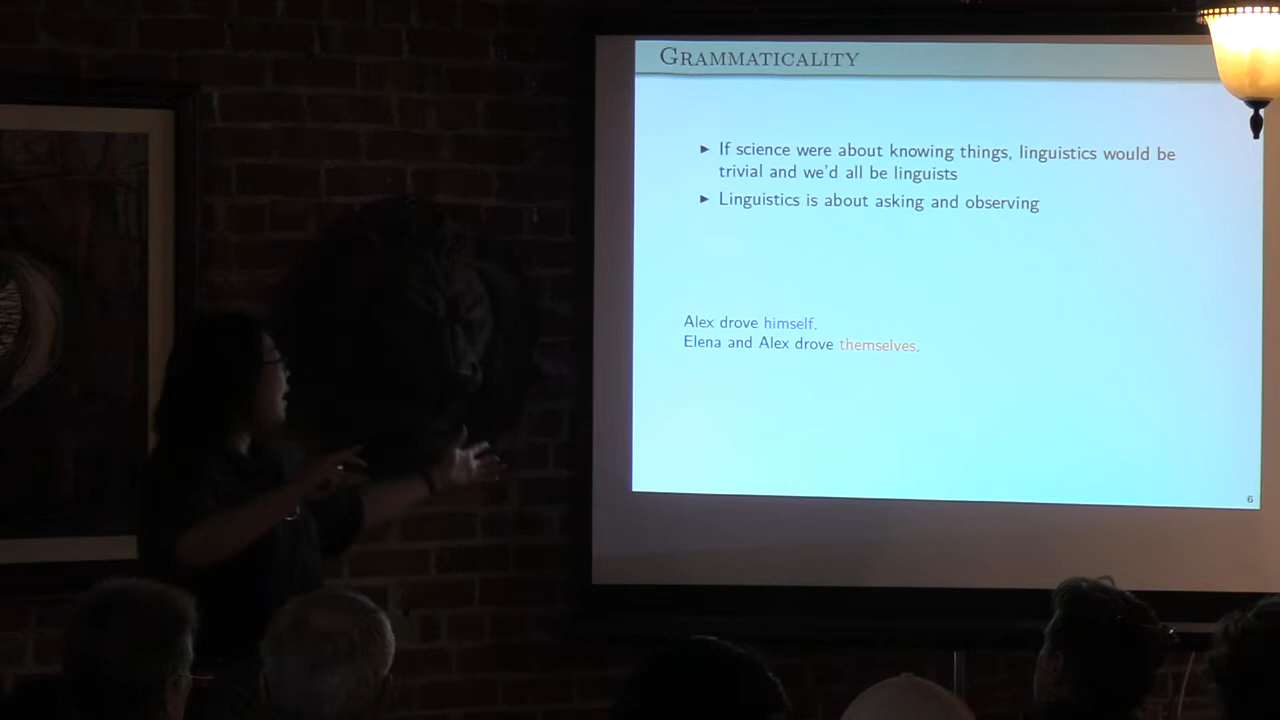 GRAMMATICALITY
▶ If science were about knowing things, linguistics would be
trivial and we'd all be linguists
▶ Linguistics is about asking and observing
Alex drove himself.
Elena and Alex drove themselves.
6